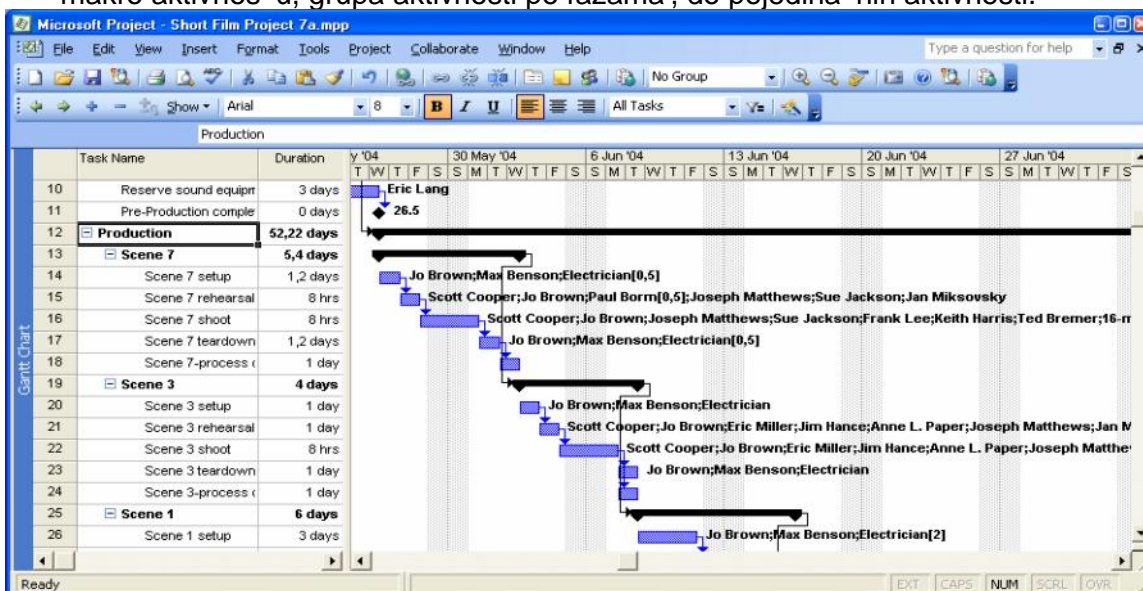 makro aktivnos u, grupa aktivnosti po fazama , do pojedina nih aktivnosti.
Microsoft Project - Short Film Project 7a.mpp
File Edit View Insert Format Tools Project Collaborate Window Help Type a question for help
Show Arial 8 B I U All Tasks
No Group
Production
Task Name Duration y '04 30 May '04 6 Jun '04 13 Jun '04 20 Jun '04 27 Jun '04
T W T F S S M T W T F S S M T W T F S S M T W T F S S M T W T F S S M T W T F S
10 Reserve sound equipm 3 days Eric Lang
11 Pre-Production comple 0 days 26.5
12 Production 52,22 days
13 Scene 7 5,4 days
14 Scene 7 setup 1,2 days Jo Brown;Max Benson;Electrician[0,5]
15 Scene 7 rehearsal 8 hrs Scott Cooper;Jo Brown;Paul Borm[0,5];Joseph Matthews;Sue Jackson;Jan Miksovsky
16 Scene 7 shoot 8 hrs Scott Cooper;Jo Brown;Joseph Matthews;Sue Jackson;Frank Lee;Keith Harris;Ted Bremer;16-m
17 Scene 7 teardown 1,2 days Jo Brown;Max Benson;Electrician[0,5]
18 Scene 7-process 1 day
19 Scene 3 4 days
20 Scene 3 setup 1 day Jo Brown;Max Benson;Electrician
21 Scene 3 rehearsal 1 day Scott Cooper;Jo Brown;Eric Miller;Jim Hance;Anne L. Paper;Joseph Matthews;Jan M
22 Scene 3 shoot 8 hrs Scott Cooper;Jo Brown;Eric Miller;Jim Hance;Anne L. Paper;Joseph Matthe
23 Scene 3 teardown 1 day Jo Brown;Max Benson;Electrician
24 Scene 3-process 1 day
25 Scene 1 6 days
26 Scene 1 setup 3 days Jo Brown;Max Benson;Electrician[2]
Gantt Chart
Ready EXT CAPS NUM SCRL OVR